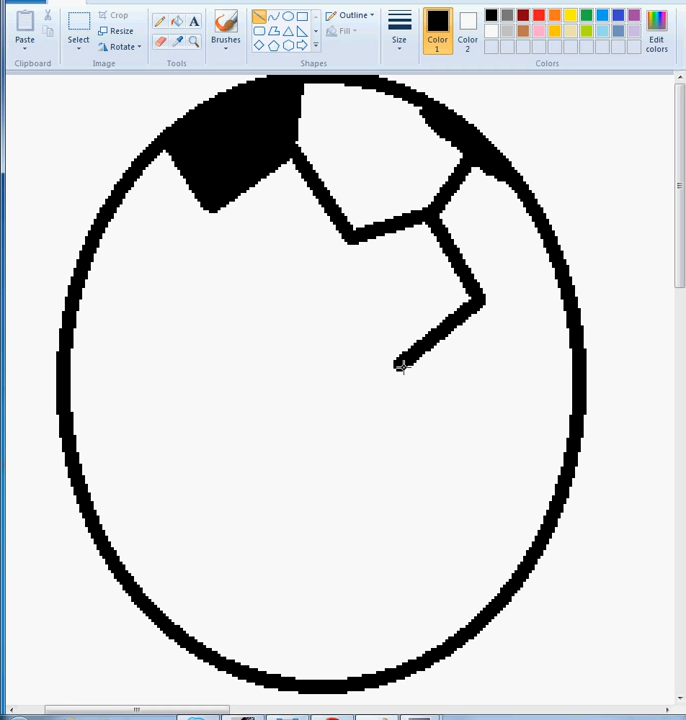 Paste
Select
Crop
Resize
Rotate
A
Brushes
Outline
Fill
Size
Color 1
Color 2
Edit colors
Clipboard
Image
Tools
Shapes
Colors